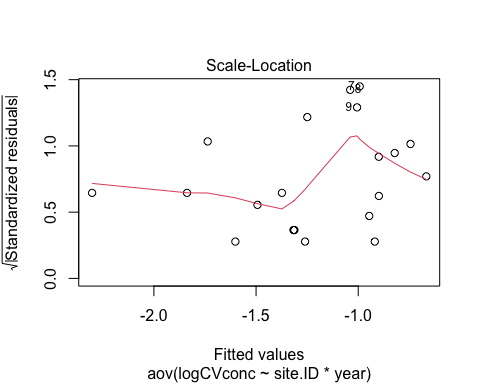 Scale-Location
√|Standardized residuals|
1.5
1.0
0.5
0.0
7
8
9
-2.0 -1.5 -1.0
Fitted values
aov(logCVconc ~ site.ID * year)